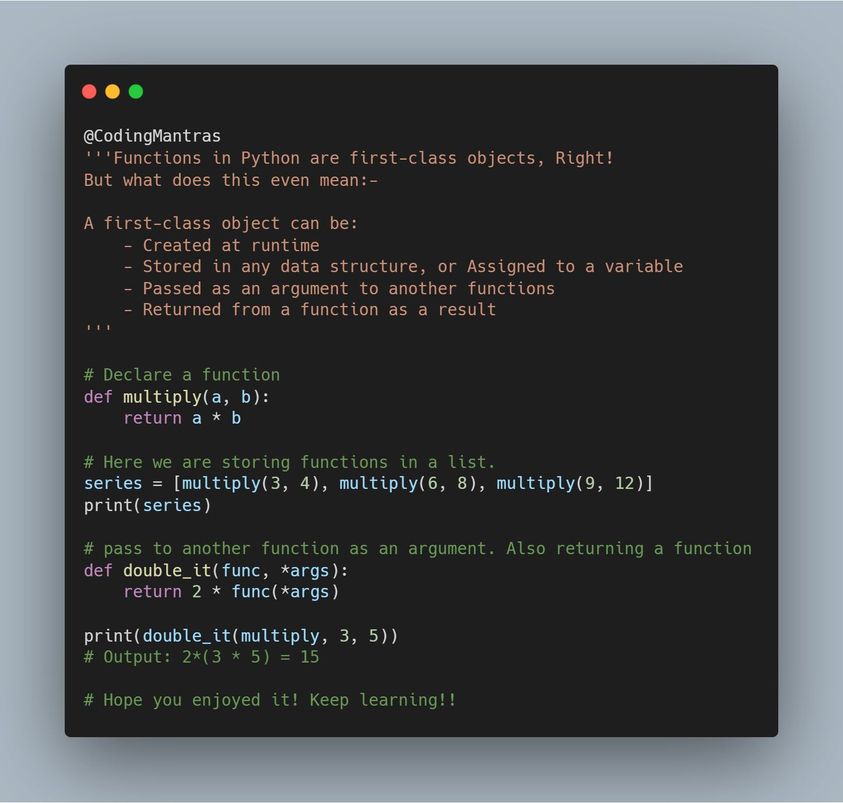 @CodingMantras
'''Functions in Python are first-class objects, Right!
But what does this even mean:-

A first-class object can be:
    - Created at runtime
    - Stored in any data structure, or Assigned to a variable
    - Passed as an argument to another functions
    - Returned from a function as a result
'''

# Declare a function
def multiply(a, b):
    return a * b

# Here we are storing functions in a list.
series = [multiply(3, 4), multiply(6, 8), multiply(9, 12)]
print(series)

# pass to another function as an argument. Also returning a function
def double_it(func, *args):
    return 2 * func(*args)

print(double_it(multiply, 3, 5))
# Output: 2*(3 * 5) = 15

# Hope you enjoyed it! Keep learning!!